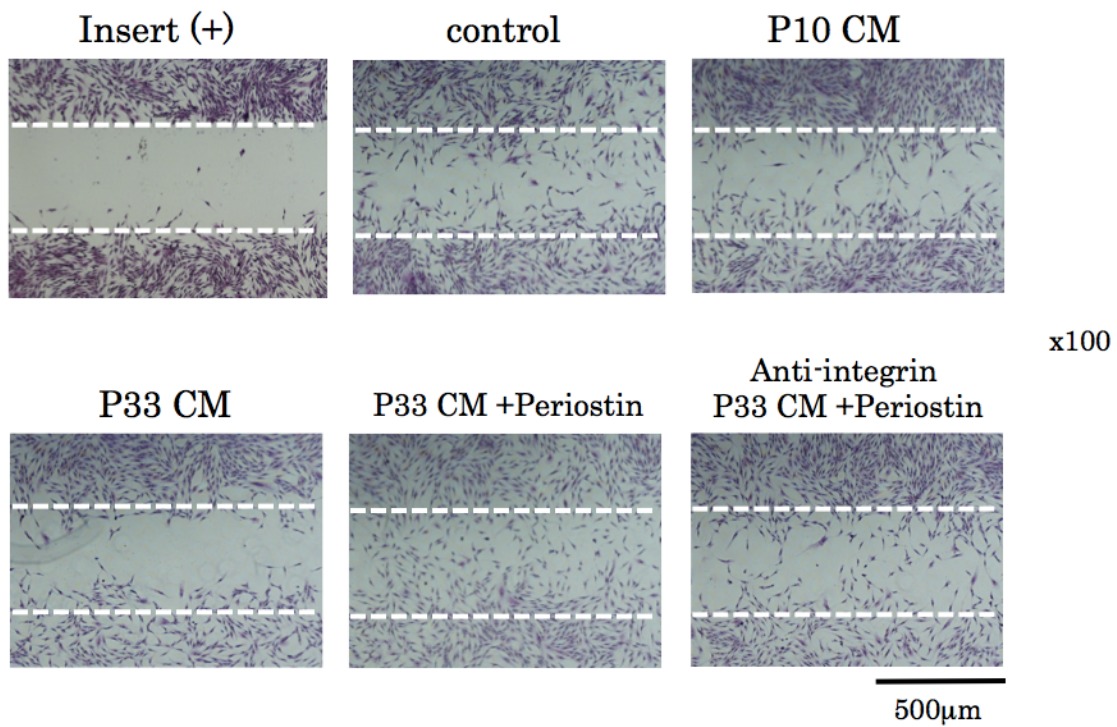 Insert (+)
control
P10 CM
x100
P33 CM
P33 CM +Periostin
Anti-integrin
P33 CM +Periostin
500µm